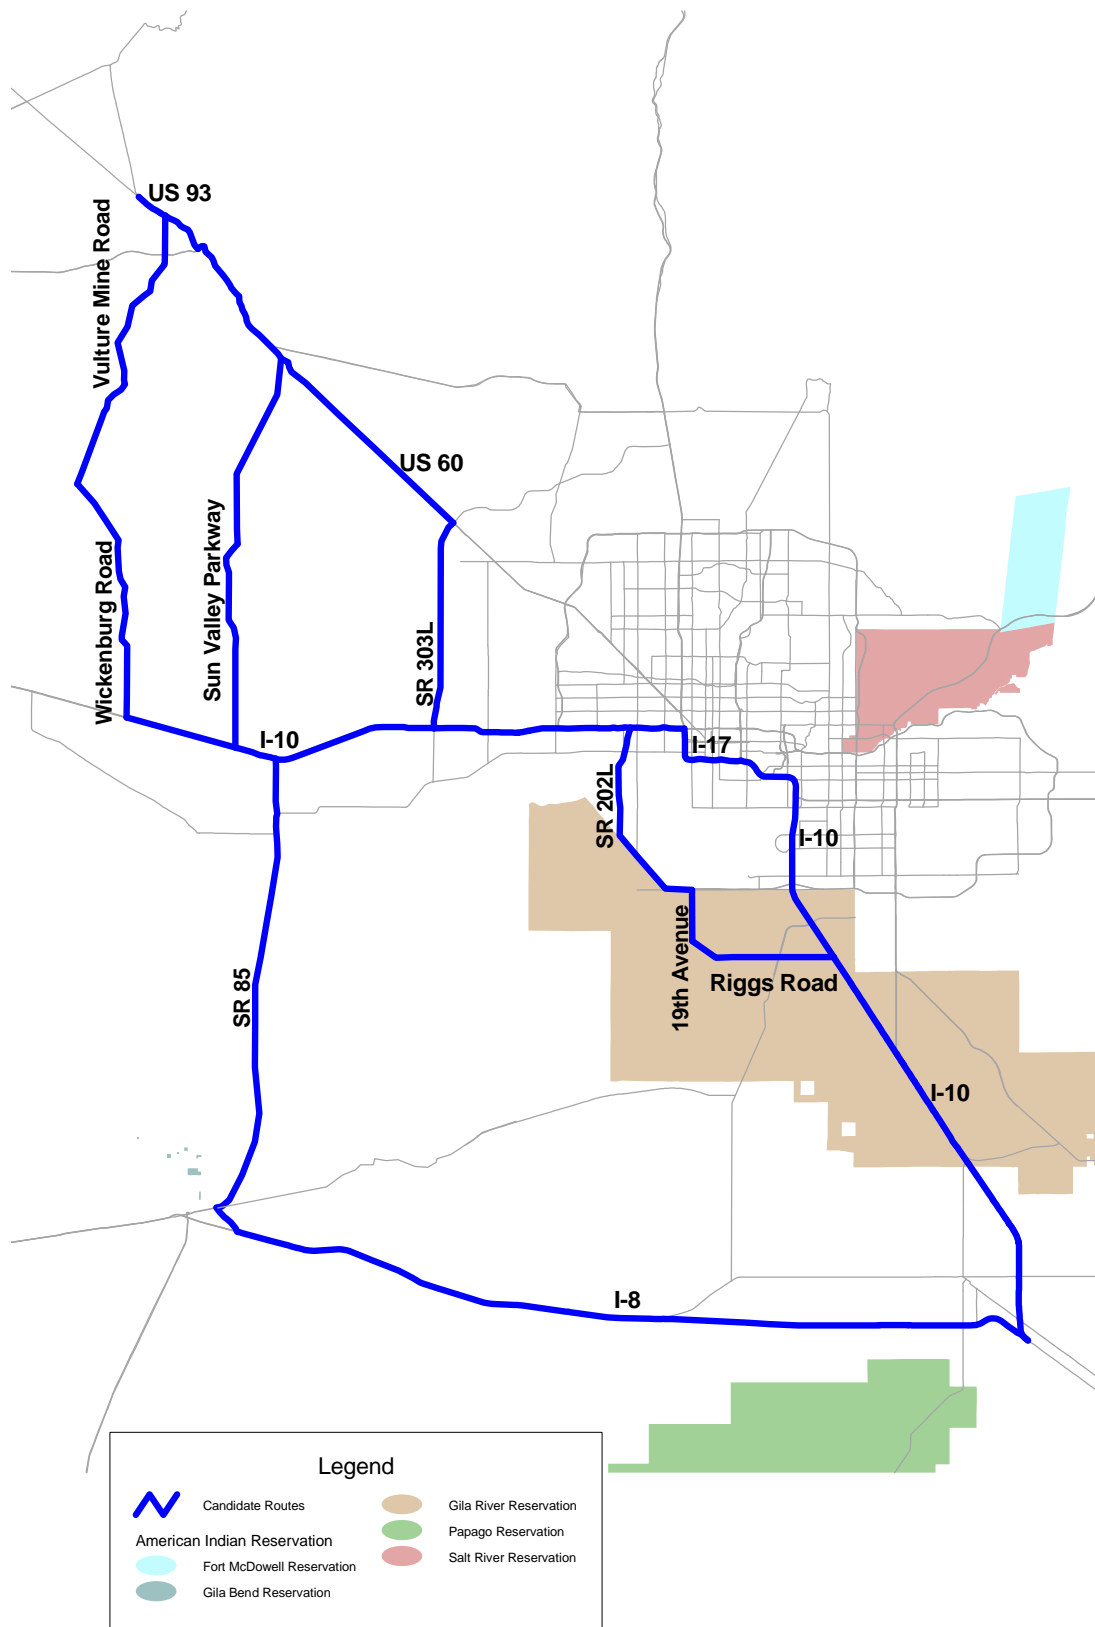 US 93
Vulture Mine Road
US 60
Sun Valley Parkway
Wickenburg Road
SR 303L
I-10
I-17
SR 202L
I-10
19th Avenue
Riggs Road
SR 85
I-10
I-8
Legend
Candidate Routes
American Indian Reservation
Fort McDowell Reservation
Gila Bend Reservation
Gila River Reservation
Papago Reservation
Salt River Reservation